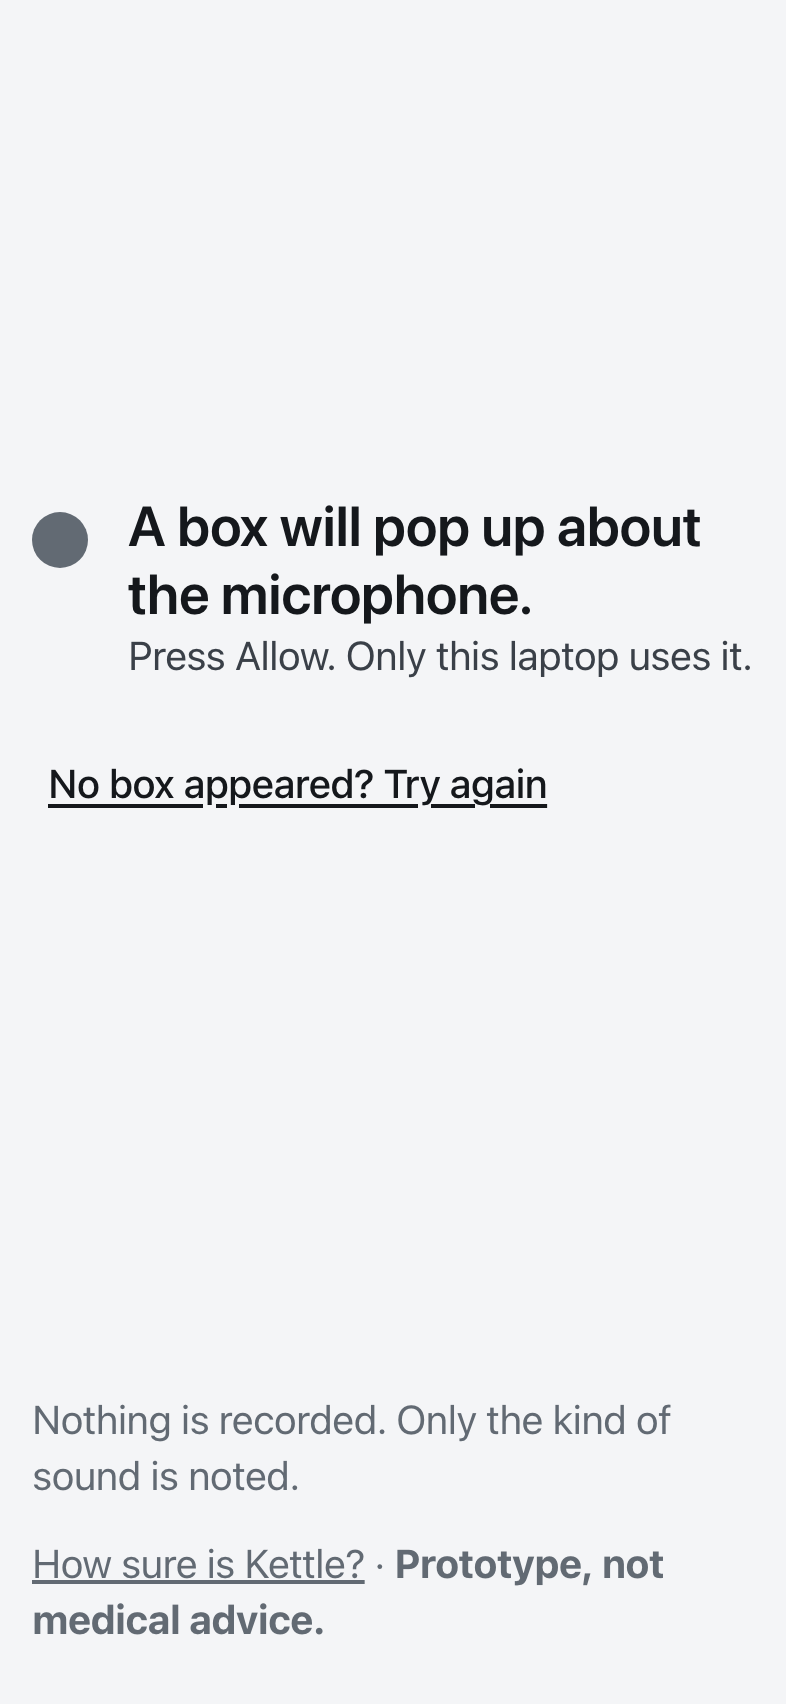 A box will pop up about
the microphone.
Press Allow. Only this laptop uses it.
No box appeared? Try again
Nothing is recorded. Only the kind of
sound is noted.
How sure is Kettle? · Prototype, not
medical advice.